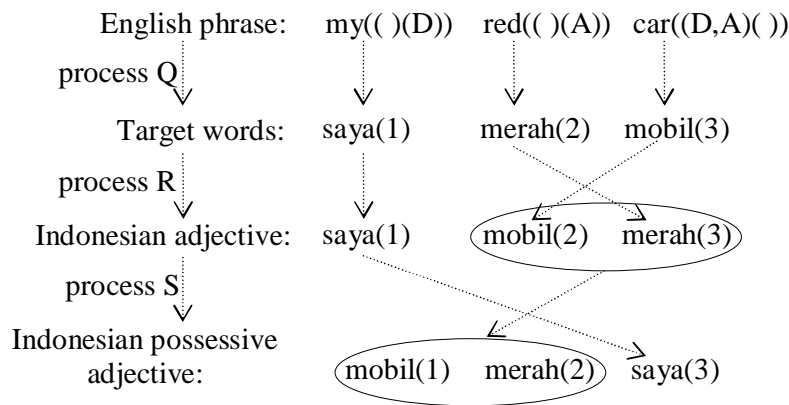 English phrase: my(( )(D)) red(( )(A)) car((D,A)( ))
process Q
Target words: saya(1) merah(2) mobil(3)
process R
Indonesian adjective: saya(1) mobil(2) merah(3)
process S
Indonesian possessive
adjective: mobil(1) merah(2) saya(3)